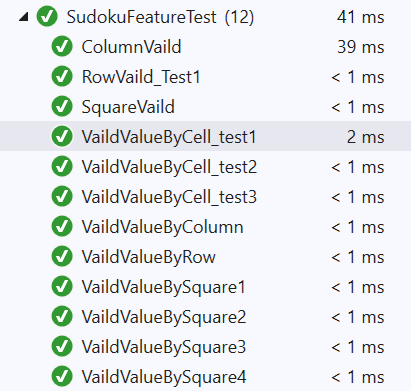 SudokuFeatureTest (12) 41 ms
ColumnVaild 39 ms
RowVaild_Test1 < 1 ms
SquareVaild < 1 ms
VaildValueByCell_test1 2 ms
VaildValueByCell_test2 < 1 ms
VaildValueByCell_test3 < 1 ms
VaildValueByColumn < 1 ms
VaildValueByRow < 1 ms
VaildValueBySquare1 < 1 ms
VaildValueBySquare2 < 1 ms
VaildValueBySquare3 < 1 ms
VaildValueBySquare4 < 1 ms